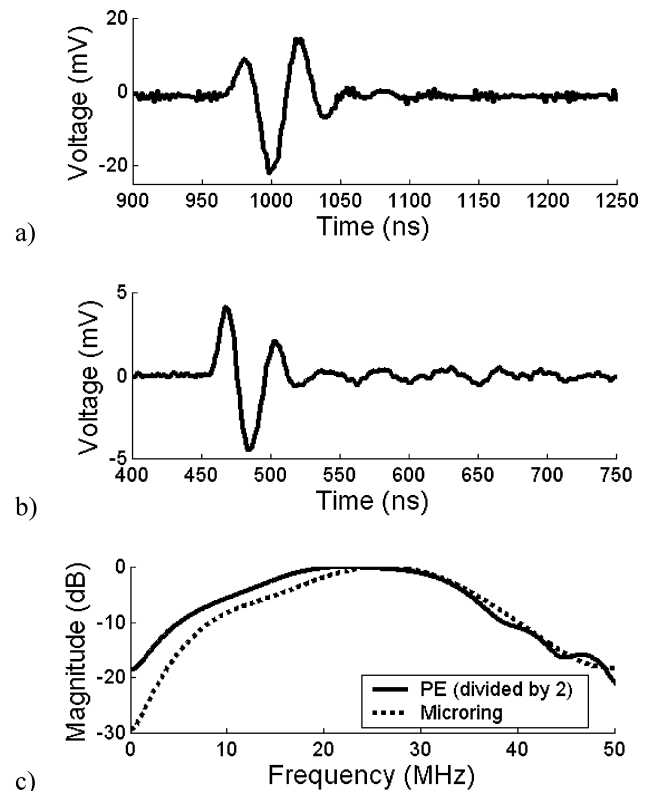 20
0
-20
Voltage (mV)
900 950 1000 1050 1100 1150 1200 1250
Time (ns)
a)
5
0
-5
Voltage (mV)
400 450 500 550 600 650 700 750
Time (ns)
b)
0
-10
-20
-30
Magnitude (dB)
PE (divided by 2)
Microring
0 10 20 30 40 50
Frequency (MHz)
c)